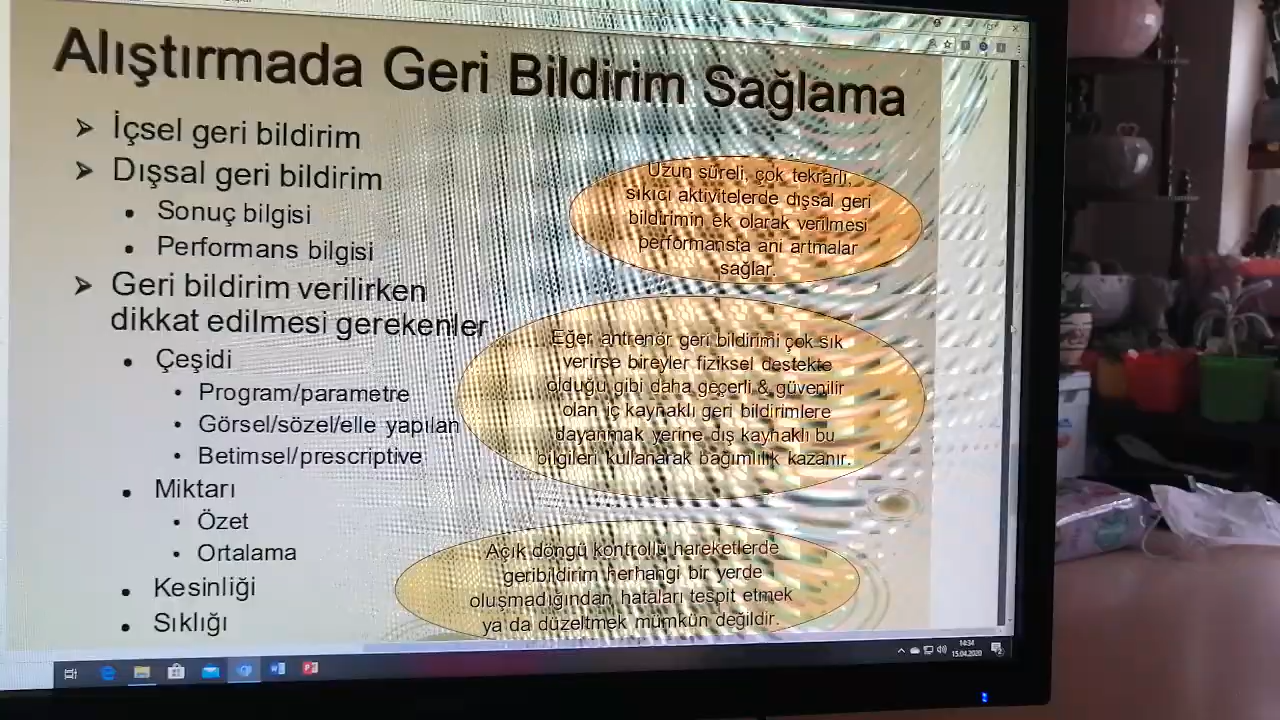 Alıştırmada Geri Bildirim Sağlama
➤ İçsel geri bildirim
➤ Dışsal geri bildirim
• Sonuç bilgisi
• Performans bilgisi
➤ Geri bildirim verilirken
dikkat edilmesi gerekenler
• Çeşidi
• Program/parametre
• Görsel/sözel/elle yapılan
• Betimsel/prescriptive
• Miktarı
• Özet
• Ortalama
• Kesinliği
• Sıklığı
Uzun süreli, çok tekrarlı,
sıkıcı aktivitelerde dışsal geri
bildirimin ek olarak verilmesi
performansta ani artmalar
sağlar.
Eğer antrenör geri bildirimi çok sık
verirse bireyler fiziksel destekte
olduğu gibi daha geçerli & güvenilir
olan iç kaynaklı geri bildirimlere
dayanmak yerine dış kaynaklı bu
bilgileri kullanarak bağımlılık kazanır.
Açık döngü kontrollü hareketlerde
geribildirim herhangi bir yerde
oluşmadığından hataları tespit etmek
ya da düzeltmek mümkün değildir.
14:34
15.04.2020